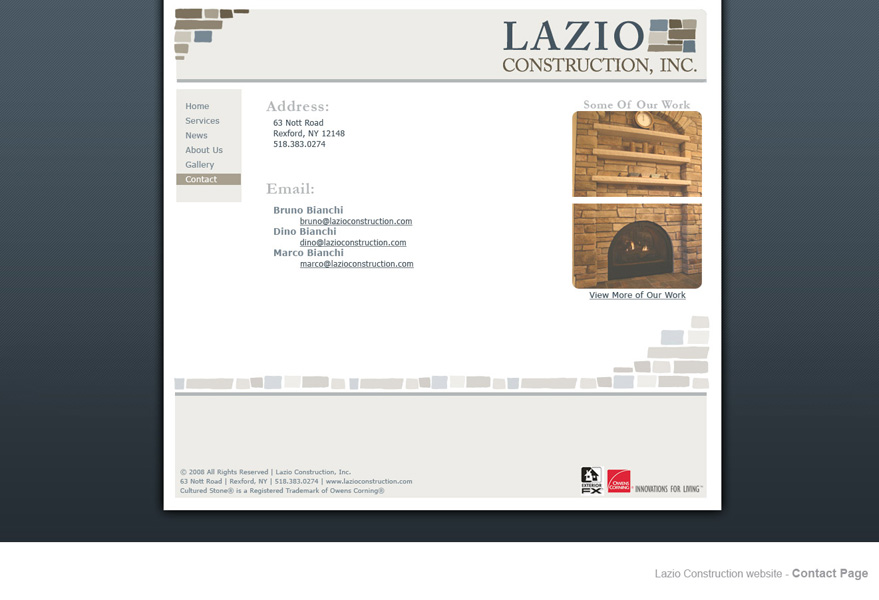 LAZIO
CONSTRUCTION, INC.
Home
Services
News
About Us
Gallery
Contact
Address:
63 Nott Road
Rexford, NY 12148
518.383.0274
Email:
Bruno Bianchi
bruno@lazioconstruction.com
Dino Bianchi
dino@lazioconstruction.com
Marco Bianchi
marco@lazioconstruction.com
Some Of Our Work
View More of Our Work
© 2008 All Rights Reserved | Lazio Construction, Inc.
63 Nott Road | Rexford, NY | 518.383.0274 | www.lazioconstruction.com
Cultured Stone® is a Registered Trademark of Owens Corning®
EXTERIOR
FX
OWENS
CORNING
INNOVATIONS FOR LIVING™
Lazio Construction website - Contact Page